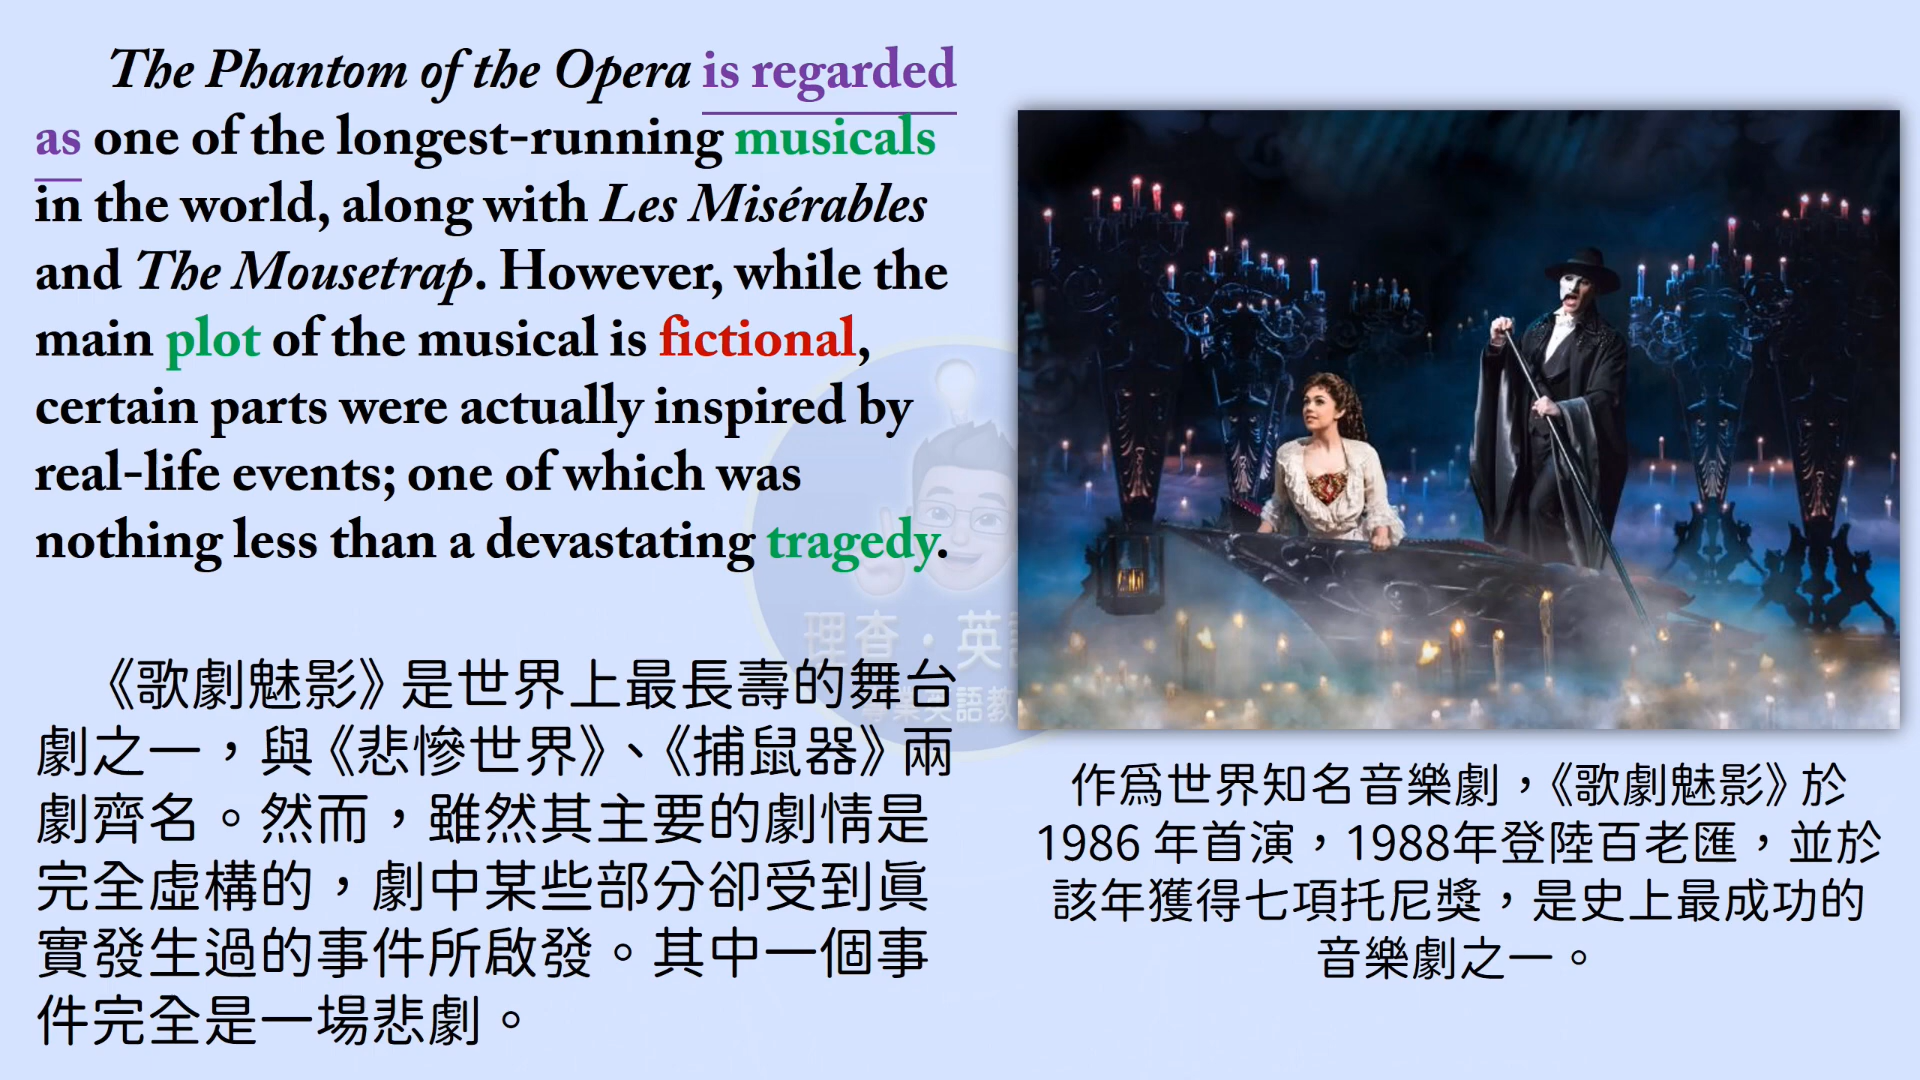 The Phantom of the Opera is regarded
as one of the longest-running musicals
in the world, along with Les Misérables
and The Mousetrap. However, while the
main plot of the musical is fictional,
certain parts were actually inspired by
real-life events; one of which was
nothing less than a devastating tragedy.
《歌劇魅影》是世界上最長壽的舞台
劇之一，與《悲慘世界》、《捕鼠器》兩
劇齊名。然而，雖然其主要的劇情是
完全虛構的，劇中某些部分卻受到眞
實發生過的事件所啟發。其中一個事
件完全是一場悲劇。
理查・英
業英語教
作爲世界知名音樂劇，《歌劇魅影》於
1986 年首演，1988年登陸百老匯，並於
該年獲得七項托尼獎，是史上最成功的
音樂劇之一。